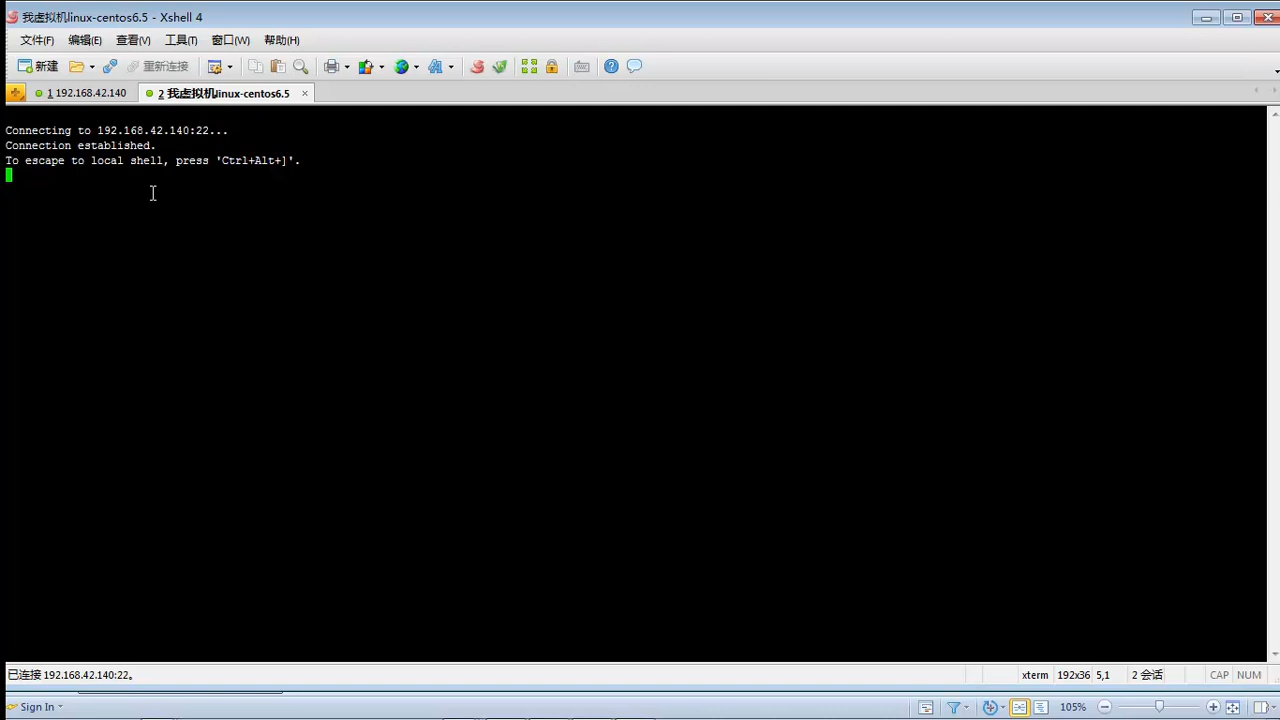 我虚拟机linux-centos6.5 - Xshell 4
文件(F) 编辑(E) 查看(V) 工具(T) 窗口(W) 帮助(H)
新建 重新连接
1 192.168.42.140 2 我虚拟机linux-centos6.5
Connecting to 192.168.42.140:22...
Connection established.
To escape to local shell, press 'Ctrl+Alt+]'.
已连接 192.168.42.140:22。 xterm 192x36 5,1 2 会话 CAP NUM
Sign In 105%